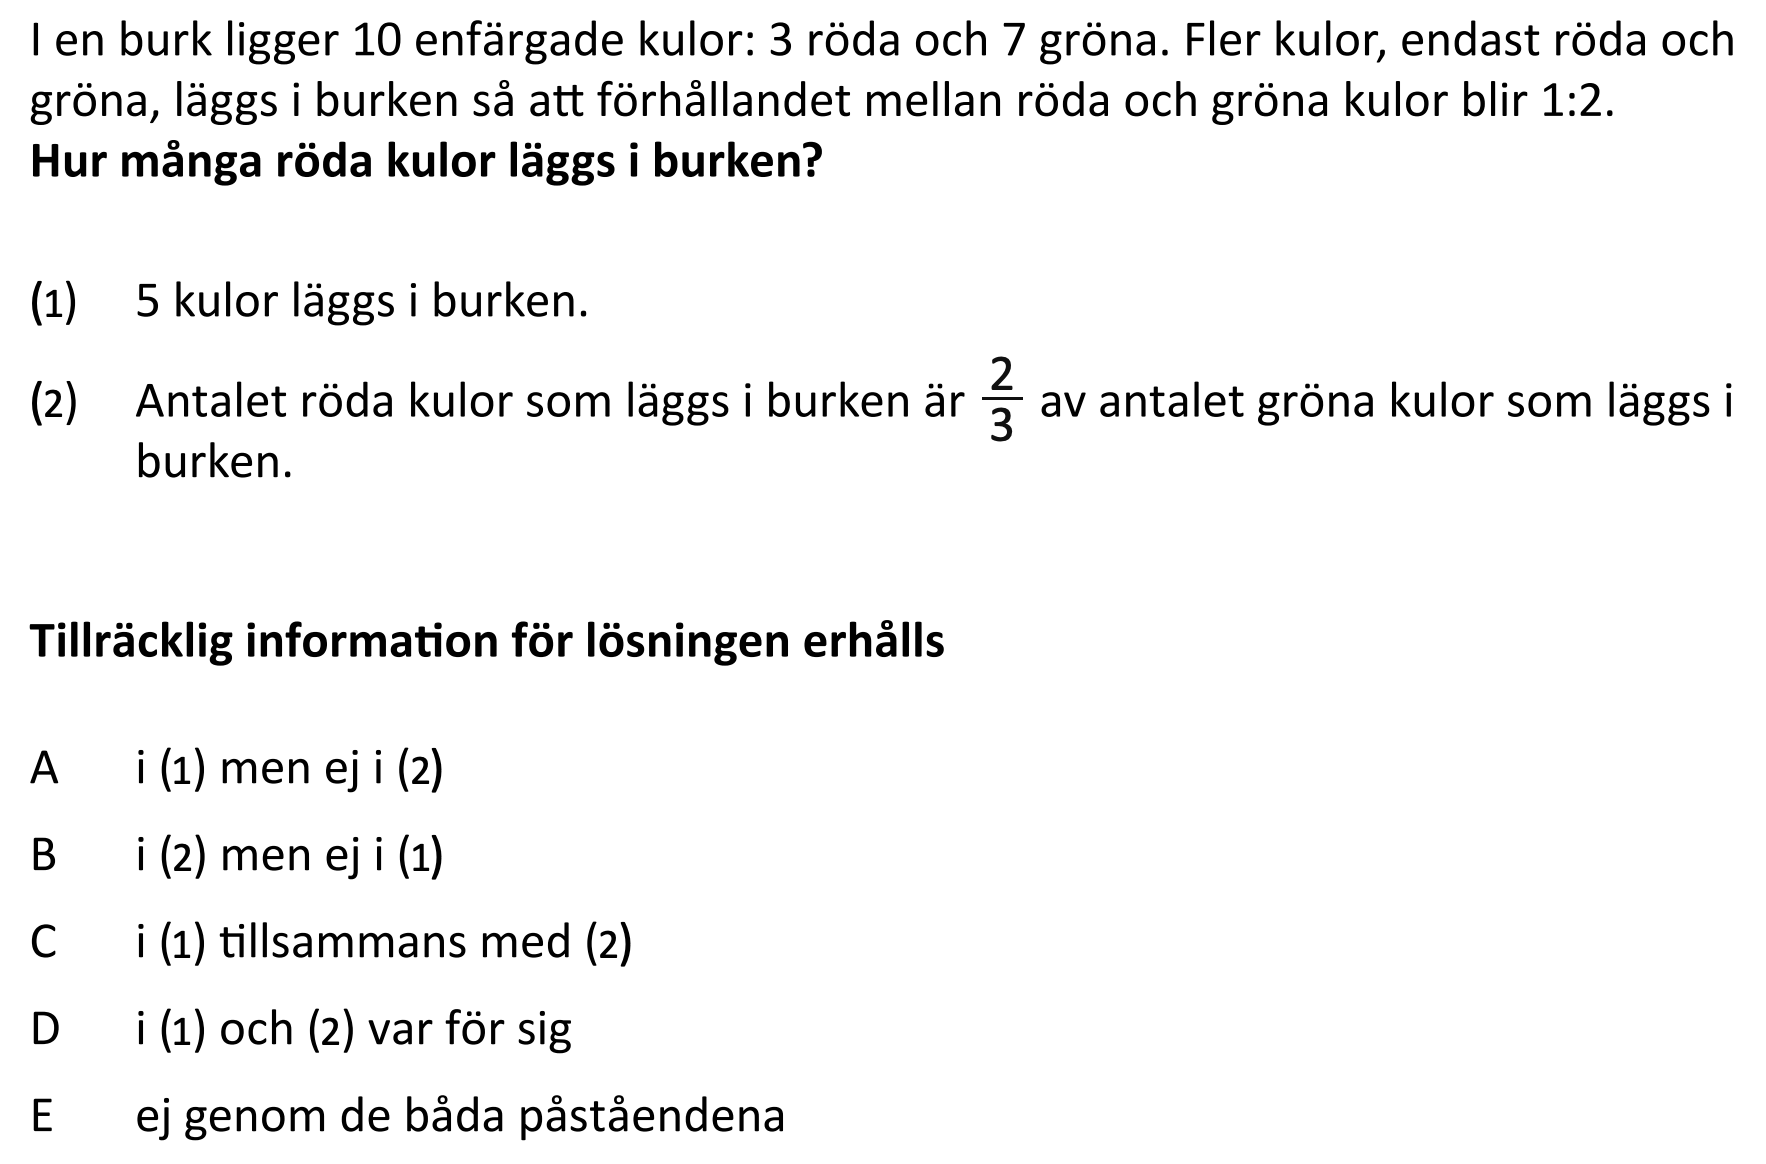 I en burk ligger 10 enfärgade kulor: 3 röda och 7 gröna. Fler kulor, endast röda och
gröna, läggs i burken så att förhållandet mellan röda och gröna kulor blir 1:2.
Hur många röda kulor läggs i burken?
(1) 5 kulor läggs i burken.
(2) Antalet röda kulor som läggs i burken är 2/3 av antalet gröna kulor som läggs i
burken.
Tillräcklig information för lösningen erhålls
A i (1) men ej i (2)
B i (2) men ej i (1)
C i (1) tillsammans med (2)
D i (1) och (2) var för sig
E ej genom de båda påståendena